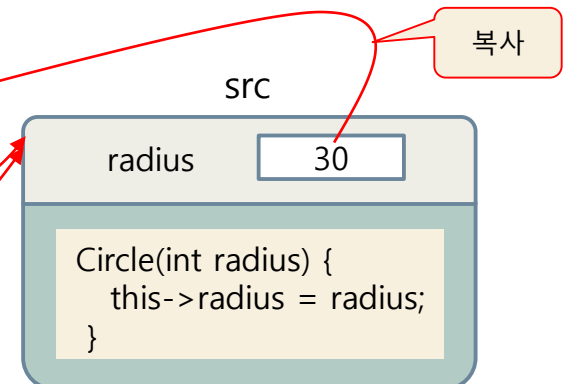 복사
src
radius 30
Circle(int radius) {
this->radius = radius;
}